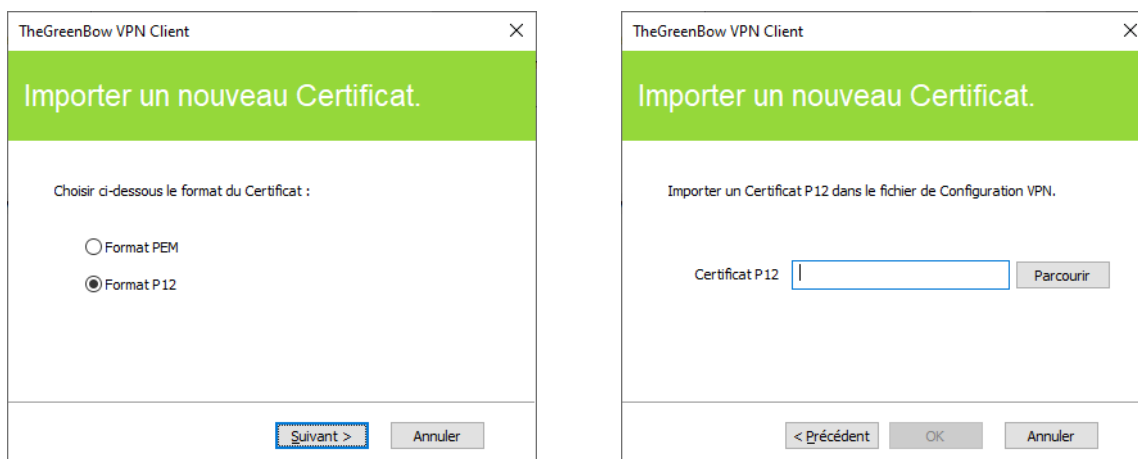 TheGreenBow VPN Client
Importer un nouveau Certificat.
Choisir ci-dessous le format du Certificat :
Format PEM
Format P12
Suivant >
Annuler
TheGreenBow VPN Client
Importer un nouveau Certificat.
Importer un Certificat P12 dans le fichier de Configuration VPN.
Certificat P12
Parcourir
< Précédent
OK
Annuler